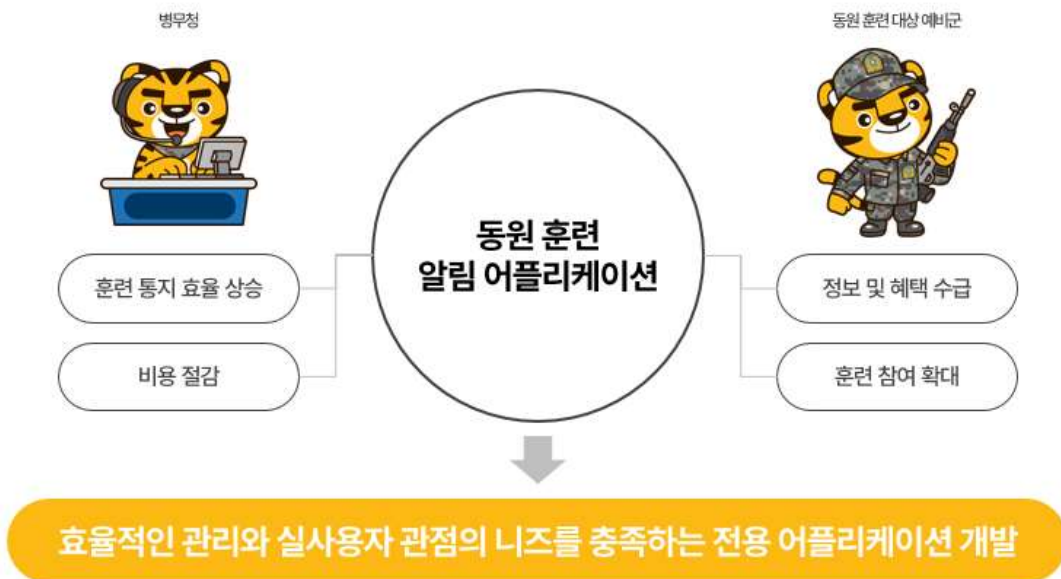 병무청
동원 훈련 대상 예비군
동원 훈련
알림 어플리케이션
훈련 통지 효율 상승
비용 절감
정보 및 혜택 수급
훈련 참여 확대
효율적인 관리와 실사용자 관점의 니즈를 충족하는 전용 어플리케이션 개발